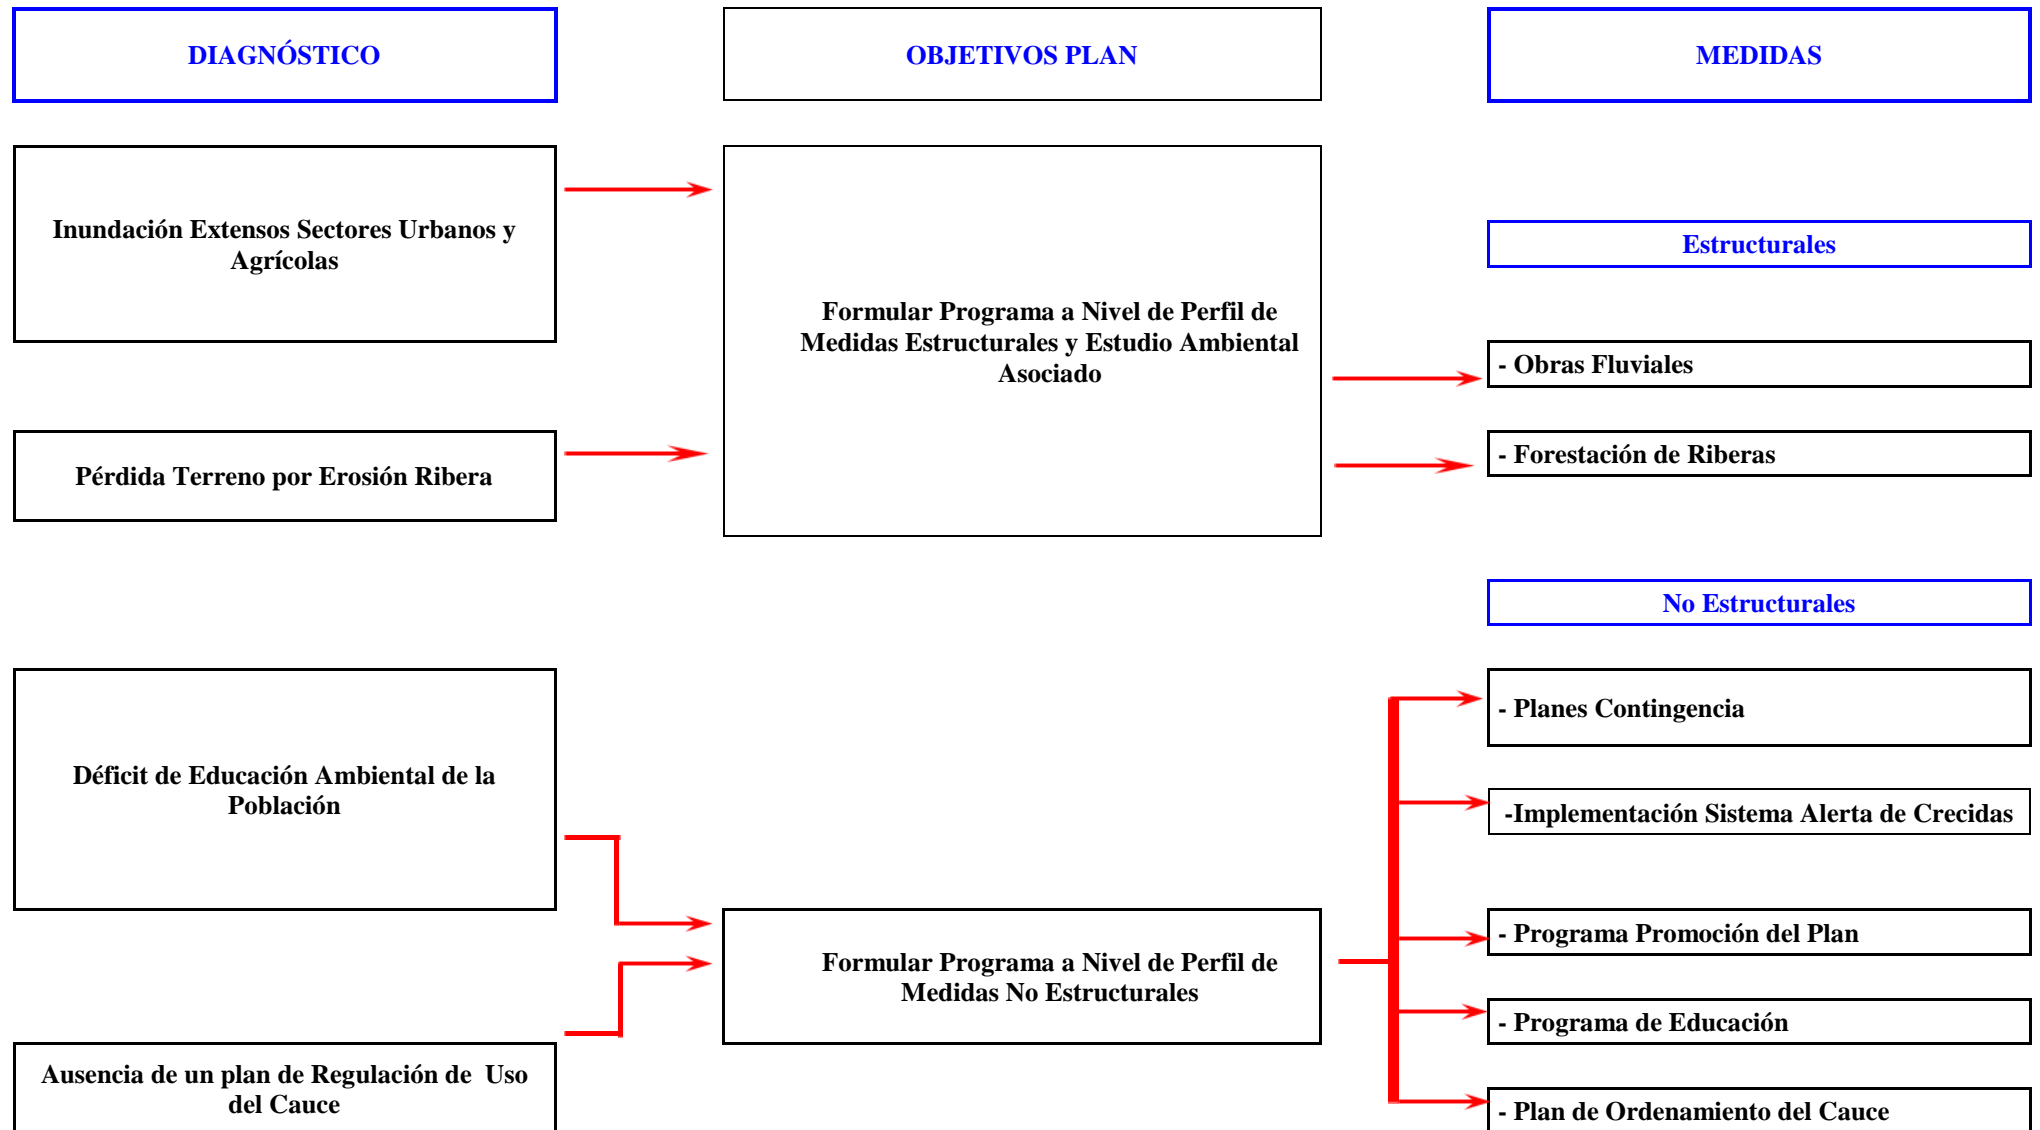 DIAGNÓSTICO
OBJETIVOS PLAN
MEDIDAS
Inundación Extensos Sectores Urbanos y
Agrícolas
Pérdida Terreno por Erosión Ribera
Formular Programa a Nivel de Perfil de
Medidas Estructurales y Estudio Ambiental
Asociado
Estructurales
- Obras Fluviales
- Forestación de Riberas
No Estructurales
Déficit de Educación Ambiental de la
Población
Ausencia de un plan de Regulación de  Uso
del Cauce
Formular Programa a Nivel de Perfil de
Medidas No Estructurales
- Planes Contingencia
-Implementación Sistema Alerta de Crecidas
- Programa Promoción del Plan
- Programa de Educación
- Plan de Ordenamiento del Cauce